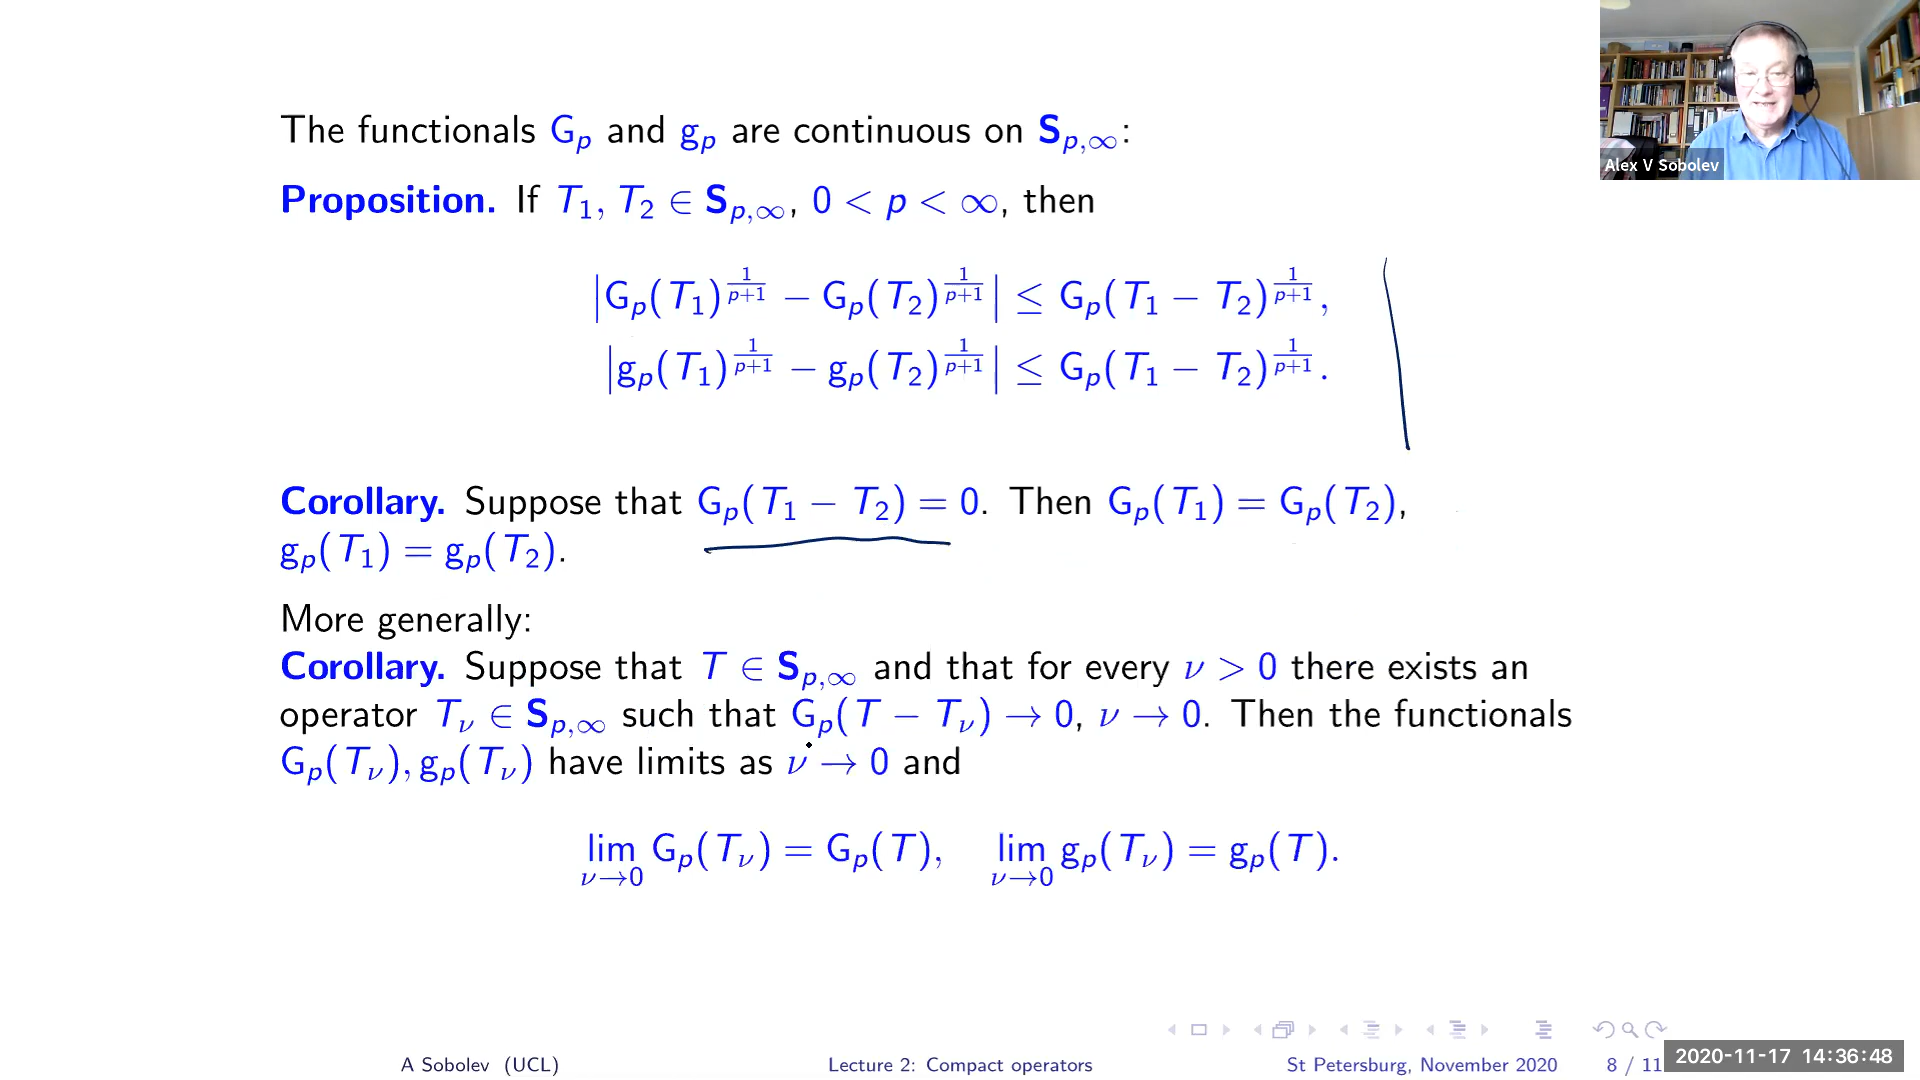 The functionals G_p and g_p are continuous on S_{p,∞}:
Proposition. If T_1, T_2 ∈ S_{p,∞}, 0 < p < ∞, then
|G_p(T_1)^{1/(p+1)} − G_p(T_2)^{1/(p+1)}| ≤ G_p(T_1 − T_2)^{1/(p+1)},
|g_p(T_1)^{1/(p+1)} − g_p(T_2)^{1/(p+1)}| ≤ G_p(T_1 − T_2)^{1/(p+1)}.
Corollary. Suppose that G_p(T_1 − T_2) = 0. Then G_p(T_1) = G_p(T_2),
g_p(T_1) = g_p(T_2).
More generally:
Corollary. Suppose that T ∈ S_{p,∞} and that for every ν > 0 there exists an
operator T_ν ∈ S_{p,∞} such that G_p(T − T_ν) → 0, ν → 0. Then the functionals
G_p(T_ν), g_p(T_ν) have limits as ν → 0 and
lim_{ν→0} G_p(T_ν) = G_p(T), lim_{ν→0} g_p(T_ν) = g_p(T).
A Sobolev (UCL) Lecture 2: Compact operators St Petersburg, November 2020 8 / 11
Alex V Sobolev
2020-11-17 14:36:48